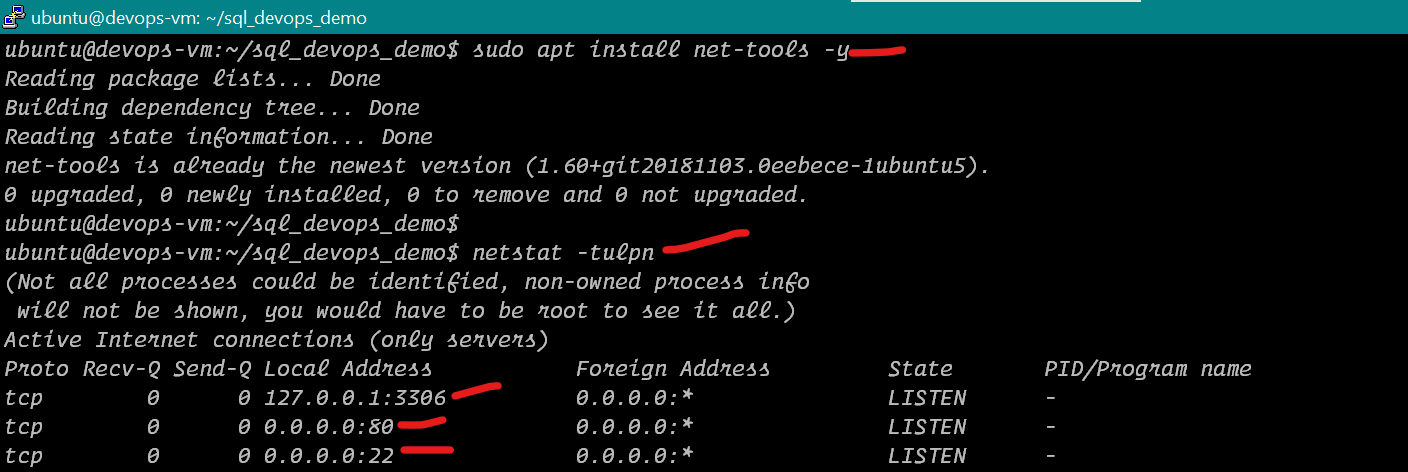 ubuntu@devops-vm: ~/sql_devops_demo
ubuntu@devops-vm:~/sql_devops_demo$ sudo apt install net-tools -y
Reading package lists... Done
Building dependency tree... Done
Reading state information... Done
net-tools is already the newest version (1.60+git20181103.0eebece-1ubuntu5).
0 upgraded, 0 newly installed, 0 to remove and 0 not upgraded.
ubuntu@devops-vm:~/sql_devops_demo$
ubuntu@devops-vm:~/sql_devops_demo$ netstat -tulpn
(Not all processes could be identified, non-owned process info
 will not be shown, you would have to be root to see it all.)
Active Internet connections (only servers)
Proto Recv-Q Send-Q Local Address           Foreign Address         State       PID/Program name
tcp        0      0 127.0.0.1:3306          0.0.0.0:*               LISTEN      -
tcp        0      0 0.0.0.0:80              0.0.0.0:*               LISTEN      -
tcp        0      0 0.0.0.0:22              0.0.0.0:*               LISTEN      -